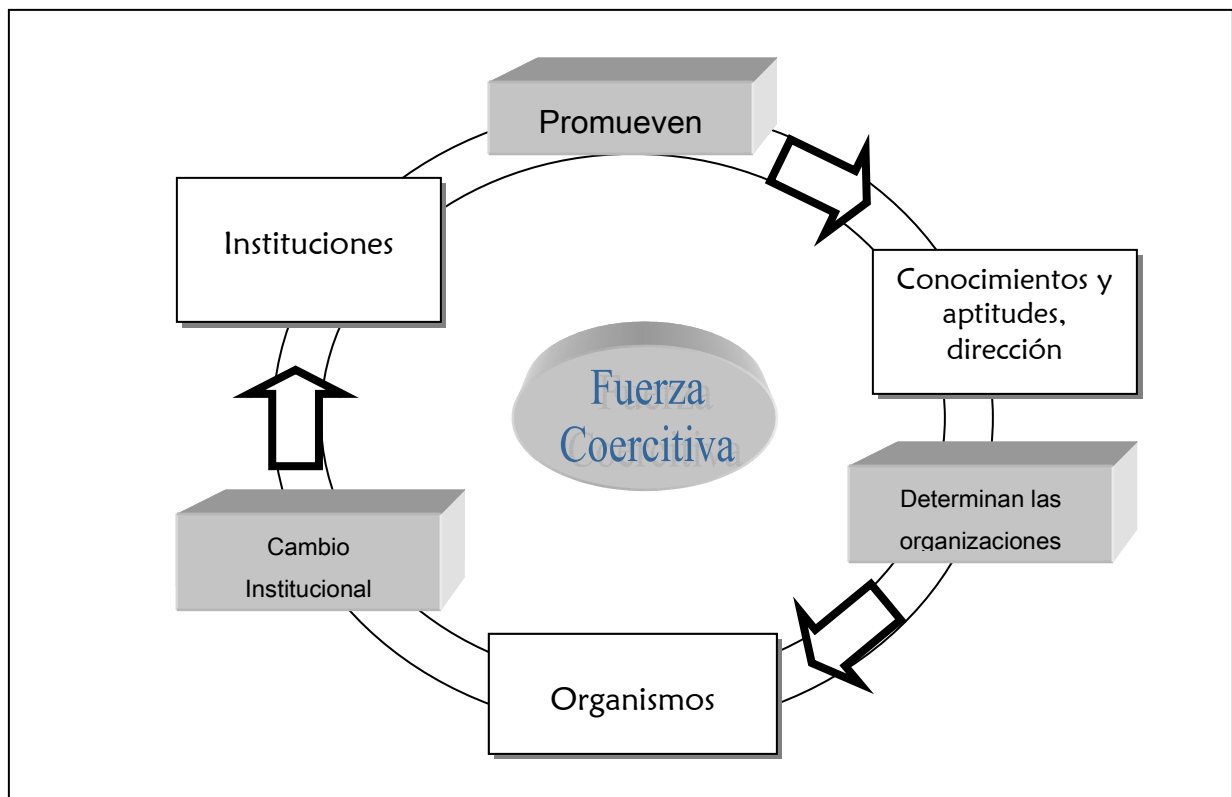 Promueven
Instituciones
Conocimientos y
aptitudes,
dirección
Fuerza
Coercitiva
Determinan las
organizaciones
Cambio
Institucional
Organismos